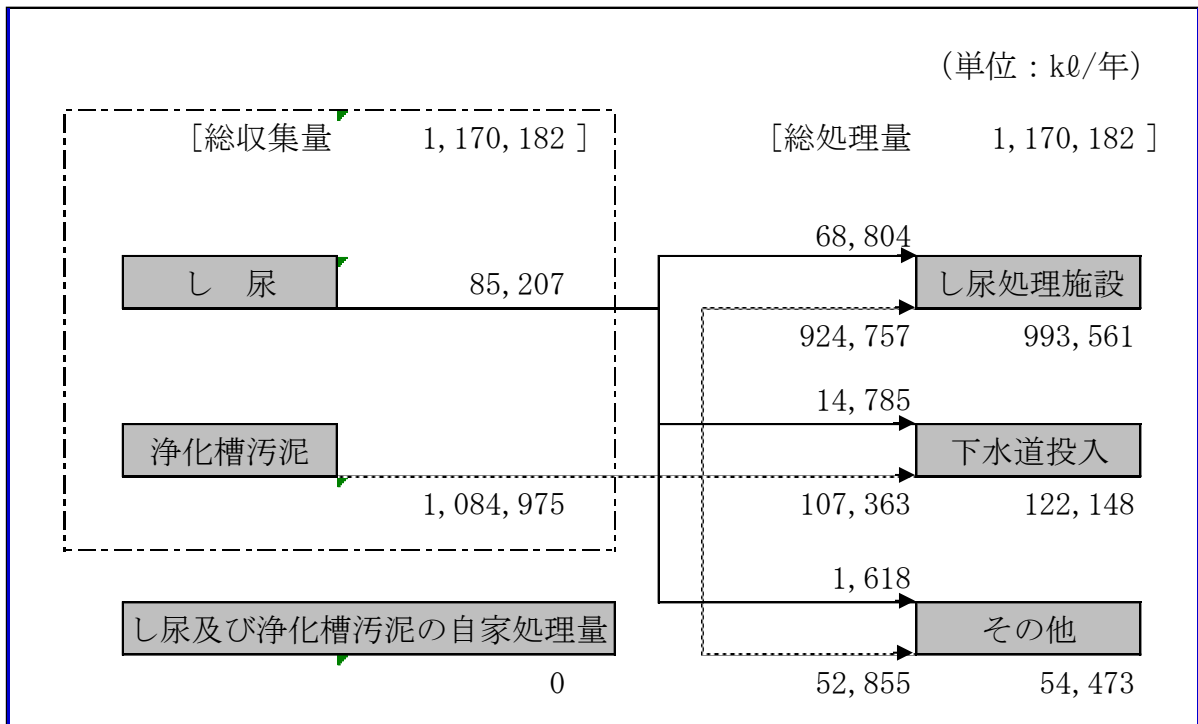 (単位：kℓ/年)
[総収集量 1,170,182 ] [総処理量 1,170,182 ]
68,804
し 尿 85,207 し尿処理施設
924,757 993,561
14,785
浄化槽汚泥 下水道投入
1,084,975 107,363 122,148
1,618
し尿及び浄化槽汚泥の自家処理量 その他
0 52,855 54,473